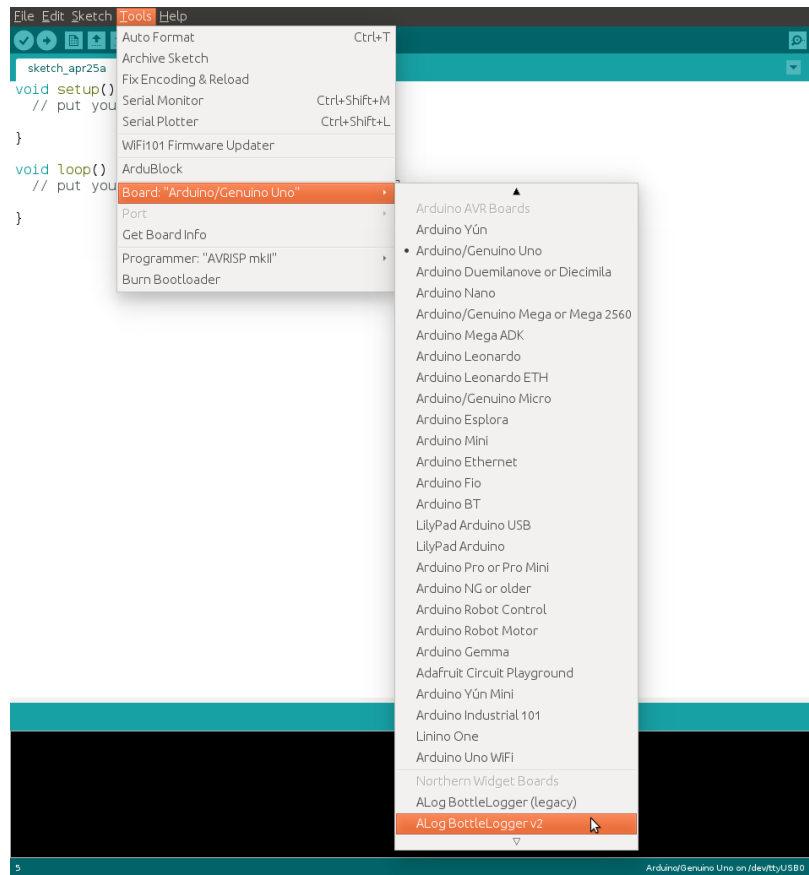 File Edit Sketch Tools Help
sketch_apr25a
void setup()
// put you
}
void loop()
// put you
}
Auto Format Ctrl+T
Archive Sketch
Fix Encoding & Reload
Serial Monitor Ctrl+Shift+M
Serial Plotter Ctrl+Shift+L
WiFi101 Firmware Updater
ArduBlock
Board: "Arduino/Genuino Uno"
Port
Get Board Info
Programmer: "AVRISP mkII"
Burn Bootloader
Arduino AVR Boards
Arduino Yún
Arduino/Genuino Uno
Arduino Duemilanove or Diecimila
Arduino Nano
Arduino/Genuino Mega or Mega 2560
Arduino Mega ADK
Arduino Leonardo
Arduino Leonardo ETH
Arduino/Genuino Micro
Arduino Esplora
Arduino Mini
Arduino Ethernet
Arduino Fio
Arduino BT
LilyPad Arduino USB
LilyPad Arduino
Arduino Pro or Pro Mini
Arduino NG or older
Arduino Robot Control
Arduino Robot Motor
Arduino Gemma
Adafruit Circuit Playground
Arduino Yún Mini
Arduino Industrial 101
Linino One
Arduino Uno WiFi
Northern Widget Boards
ALog BottleLogger (legacy)
ALog BottleLogger v2
5 Arduino/Genuino Uno on /dev/ttyUSB0